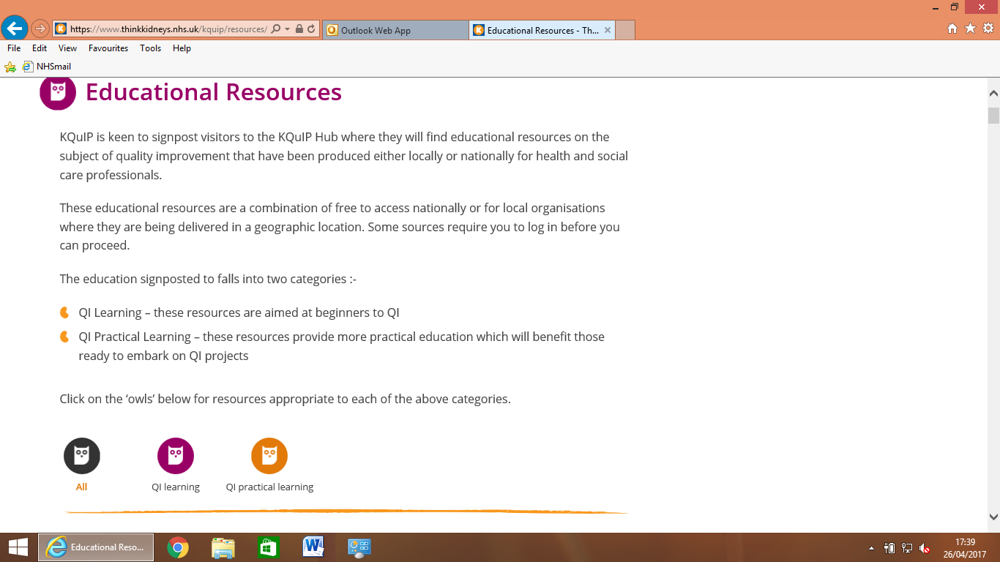 https://www.thinkkidneys.nhs.uk/kquip/resources/
Outlook Web App
Educational Resources - Th...
File Edit View Favourites Tools Help
NHSmail
Educational Resources
KQuIP is keen to signpost visitors to the KQuIP Hub where they will find educational resources on the
subject of quality improvement that have been produced either locally or nationally for health and social
care professionals.
These educational resources are a combination of free to access nationally or for local organisations
where they are being delivered in a geographic location. Some sources require you to log in before you
can proceed.
The education signposted to falls into two categories :-
QI Learning – these resources are aimed at beginners to QI
QI Practical Learning – these resources provide more practical education which will benefit those
ready to embark on QI projects
Click on the ‘owls’ below for resources appropriate to each of the above categories.
All QI learning QI practical learning
Educational Reso...
17:39
26/04/2017